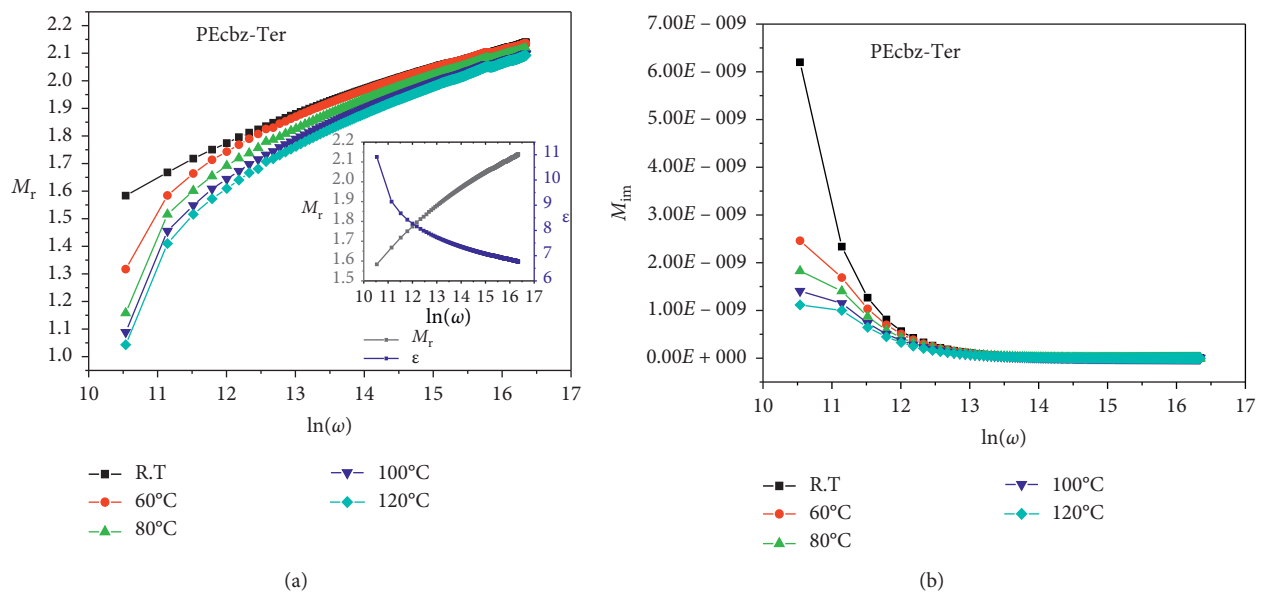 PEcbz-Ter
2.2
2.1
2.0
1.9
1.8
1.7
1.6
1.5
1.4
1.3
1.2
1.1
1.0
M_r
10 11 12 13 14 15 16 17
ln(ω)
2.2
2.1
2.0
1.9
1.8
1.7
1.6
1.5
M_r
11
10
9
8
7
6
ε
10 11 12 13 14 15 16 17
ln(ω)
M_r
ε
R.T
60°C
80°C
100°C
120°C
(a)
PEcbz-Ter
7.00E – 009
6.00E – 009
5.00E – 009
4.00E – 009
3.00E – 009
2.00E – 009
1.00E – 009
0.00E + 000
M_im
10 11 12 13 14 15 16 17
ln(ω)
R.T
60°C
80°C
100°C
120°C
(b)